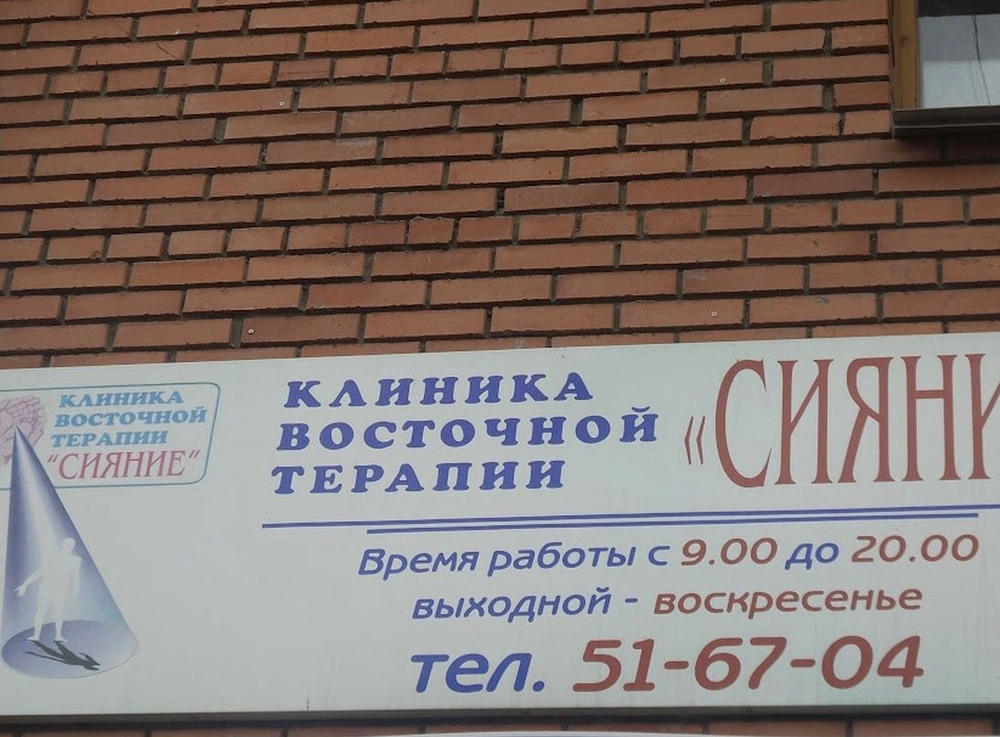 КЛИНИКА
ВОСТОЧНОЙ
ТЕРАПИИ
"СИЯНИЕ"
КЛИНИКА
ВОСТОЧНОЙ
ТЕРАПИИ
«СИЯНИ
Время работы с 9.00 до 20.00
выходной - воскресенье
тел. 51-67-04